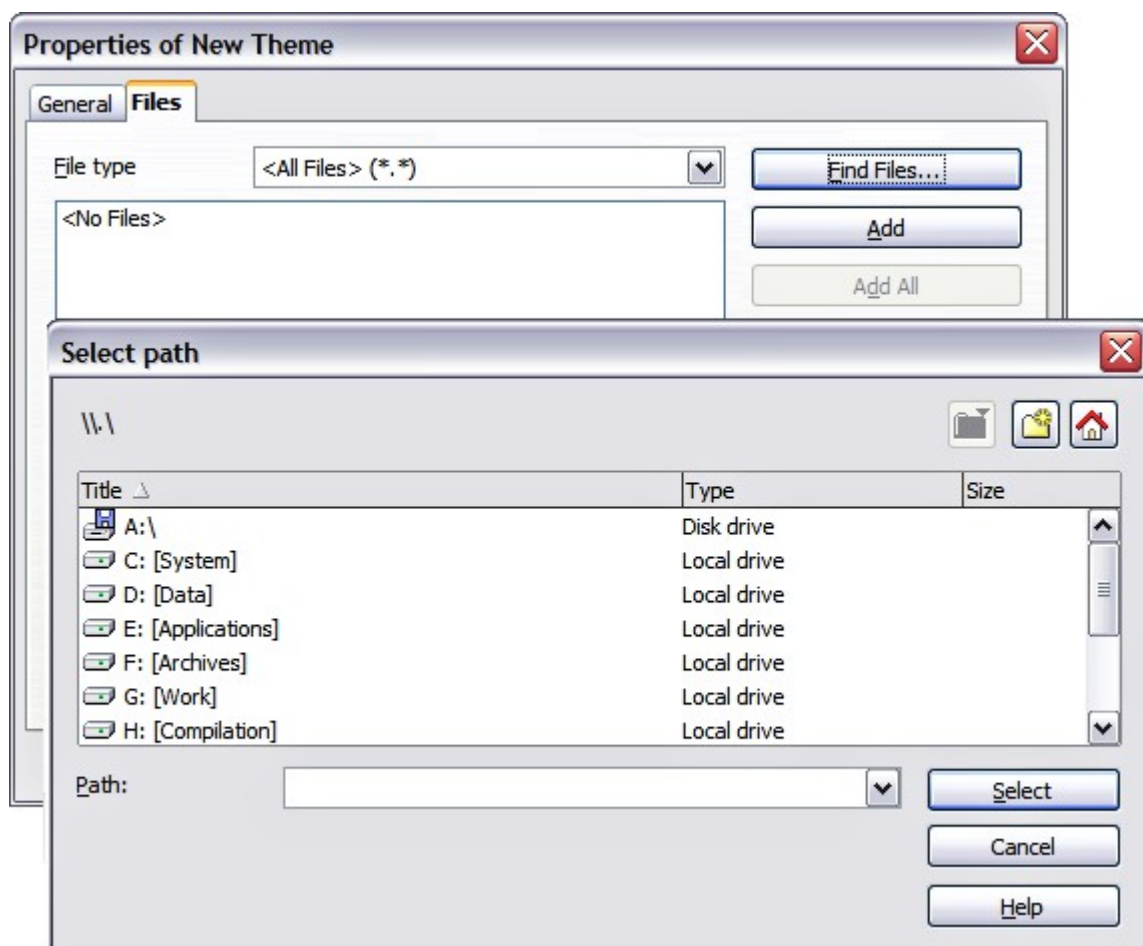 Properties of New Theme
General Files
File type <All Files> (*.*) Find Files...
<No Files> Add
Add All
Select path
\\.\
Title Type Size
A:\ Disk drive
C: [System] Local drive
D: [Data] Local drive
E: [Applications] Local drive
F: [Archives] Local drive
G: [Work] Local drive
H: [Compilation] Local drive
Path: Select
Cancel
Help